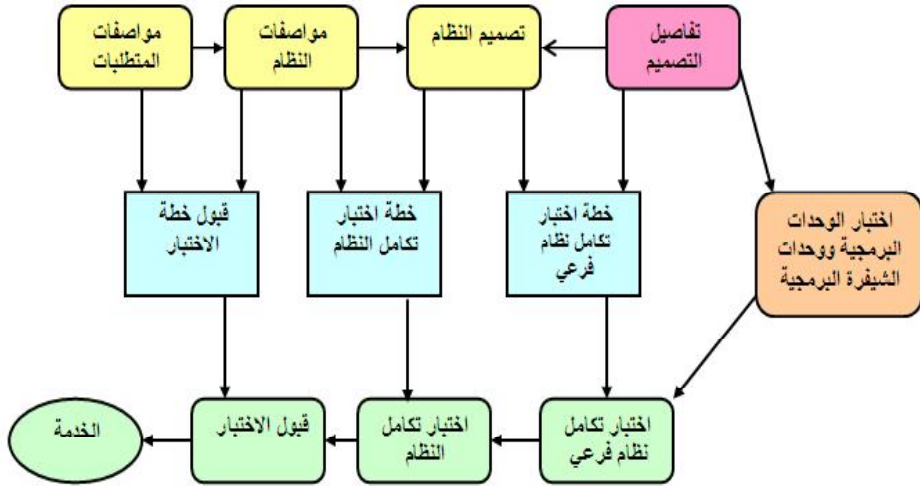 مواصفات
المتطلبات
مواصفات
النظام
تصميم النظام
تفاصيل
التصميم
قبول خطة
الاختبار
خطة اختبار
تكامل النظام
خطة اختبار
تكامل نظام
فرعي
اختبار الوحدات
البرمجية ووحدات
الشيفرة البرمجية
الخدمة
قبول الاختبار
اختبار تكامل
النظام
اختبار تكامل
نظام فرعي